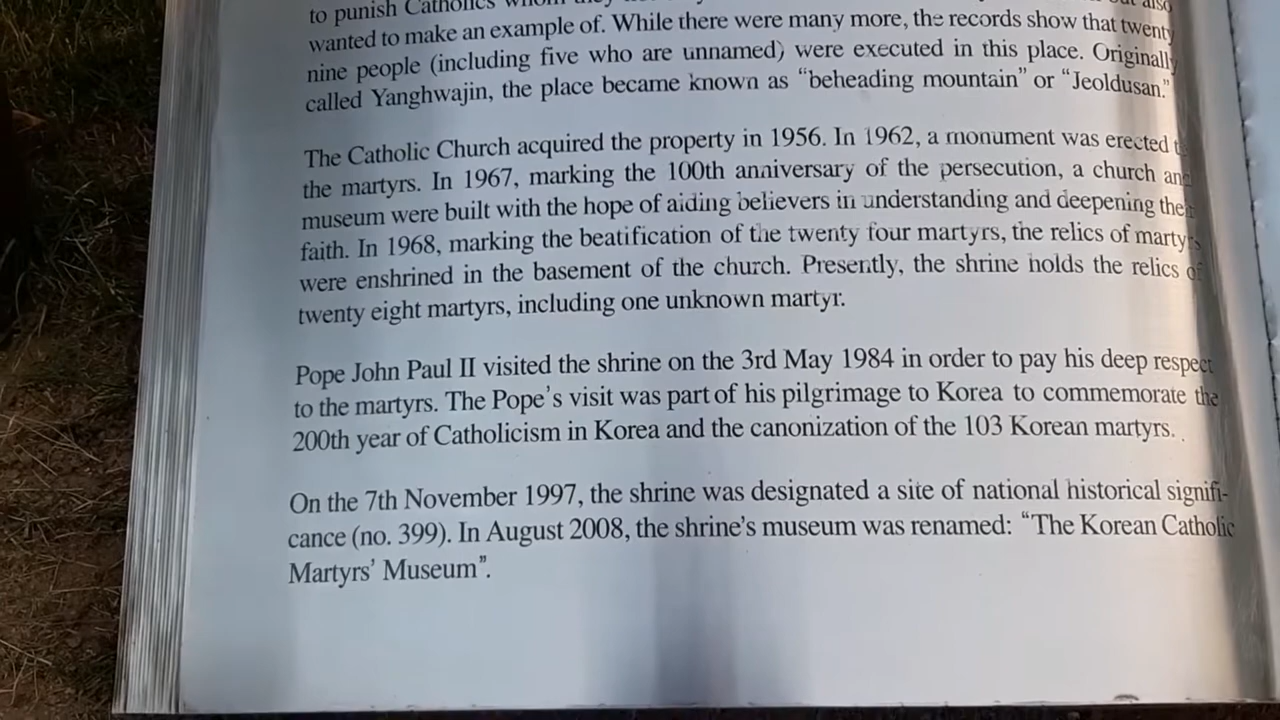 to punish Catholics whom they
also
wanted to make an example of. While there were many more, the records show that twenty
nine people (including five who are unnamed) were executed in this place. Originally
called Yanghwajin, the place became known as “beheading mountain” or “Jeoldusan.”
The Catholic Church acquired the property in 1956. In 1962, a monument was erected
the martyrs. In 1967, marking the 100th anniversary of the persecution, a church and
museum were built with the hope of aiding believers in understanding and deepening their
faith. In 1968, marking the beatification of the twenty four martyrs, the relics of martyrs
were enshrined in the basement of the church. Presently, the shrine holds the relics of
twenty eight martyrs, including one unknown martyr.
Pope John Paul II visited the shrine on the 3rd May 1984 in order to pay his deep respect
to the martyrs. The Pope’s visit was part of his pilgrimage to Korea to commemorate the
200th year of Catholicism in Korea and the canonization of the 103 Korean martyrs.
On the 7th November 1997, the shrine was designated a site of national historical signifi-
cance (no. 399). In August 2008, the shrine’s museum was renamed: “The Korean Catholic
Martyrs’ Museum”.